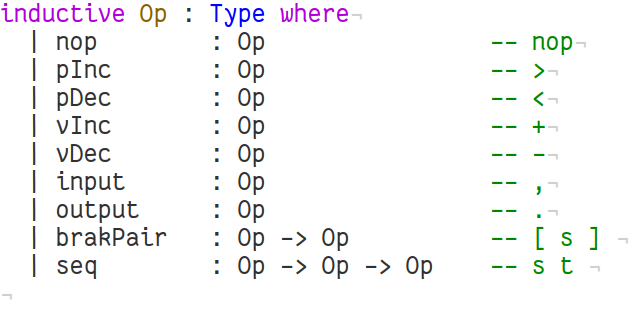 inductive Op : Type where¬
  | nop       : Op                -- nop¬
  | pInc      : Op                -- >¬
  | pDec      : Op                -- <¬
  | vInc      : Op                -- +¬
  | vDec      : Op                -- -¬
  | input     : Op                -- ,¬
  | output    : Op                -- .¬
  | brakPair  : Op -> Op          -- [ s ] ¬
  | seq       : Op -> Op -> Op    -- s t ¬
¬